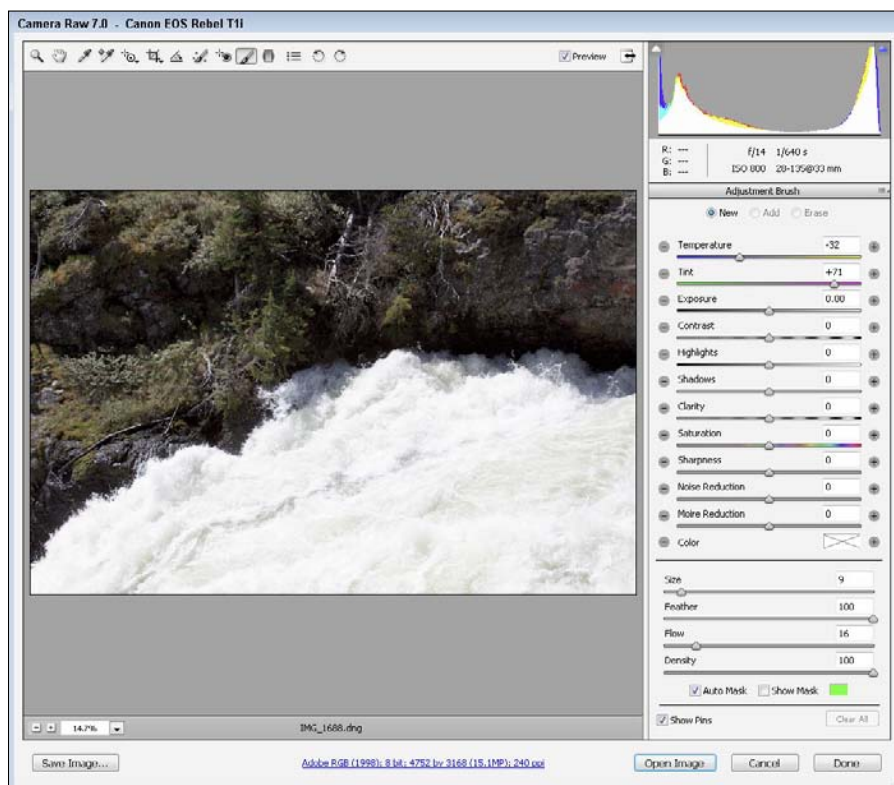 Camera Raw 7.0 - Canon EOS Rebel T1i
Preview
R: ---
G: ---
B: ---
f/14 1/640 s
ISO 800 28-135@33 mm
Adjustment Brush
New Add Erase
Temperature -32
Tint +71
Exposure 0.00
Contrast 0
Highlights 0
Shadows 0
Clarity 0
Saturation 0
Sharpness 0
Noise Reduction 0
Moire Reduction 0
Color
Size 9
Feather 100
Flow 16
Density 100
Auto Mask Show Mask
Show Pins Clear All
14.7% IMG_1688.dng
Save Image... Adobe RGB (1998); 8 bit; 4752 by 3168 (15.1MP); 240 ppi Open Image Cancel Done